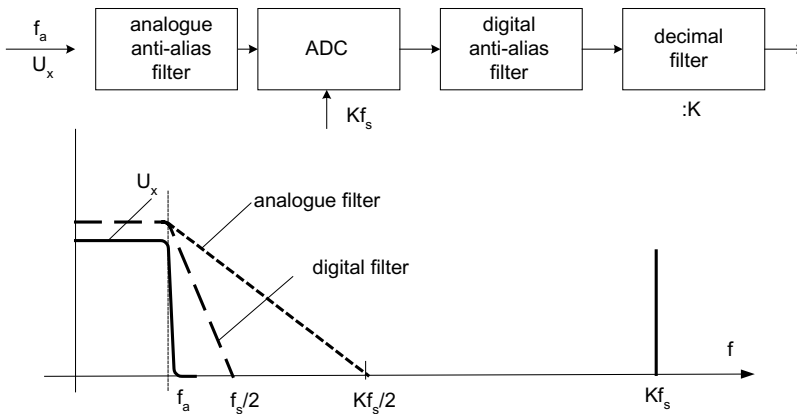 f_a
U_x
analogue
anti-alias
filter
ADC
digital
anti-alias
filter
decimal
filter
Kf_s
:K
U_x
analogue filter
digital filter
f
f_a
f_s/2
Kf_s/2
Kf_s